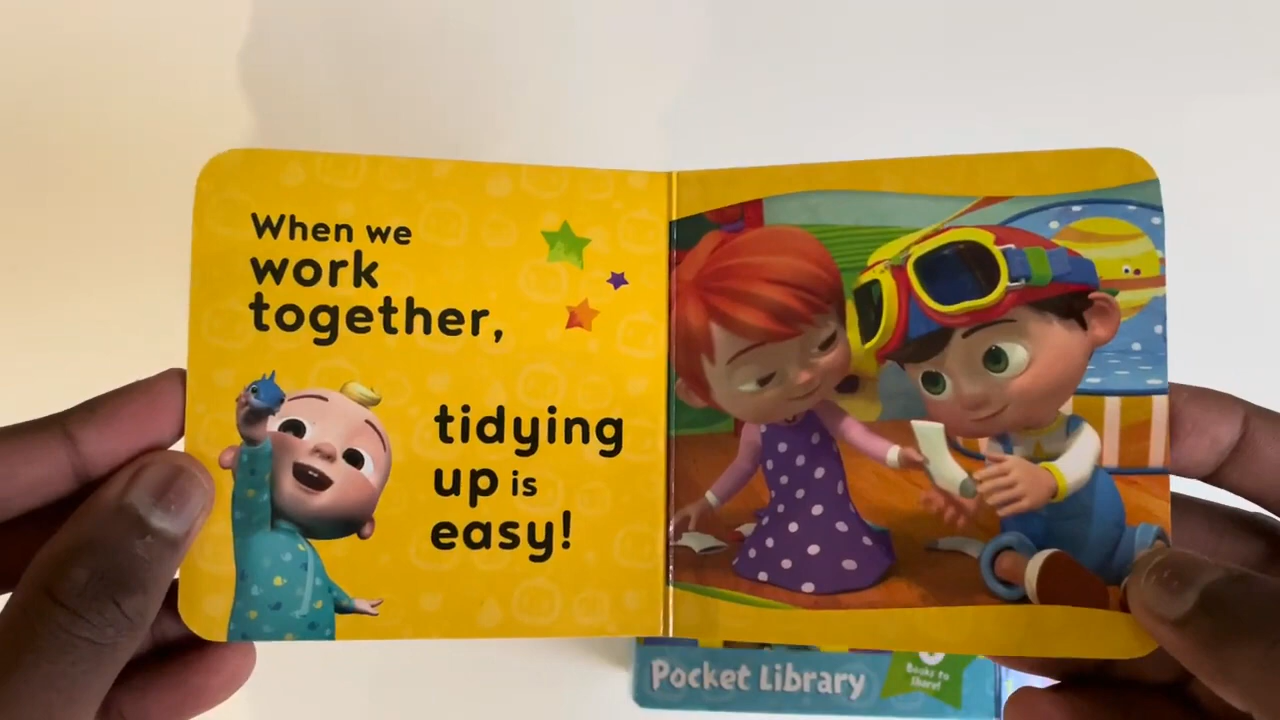 When we
work
together,
tidying
up is
easy!
Pocket Library
Books to
Share!